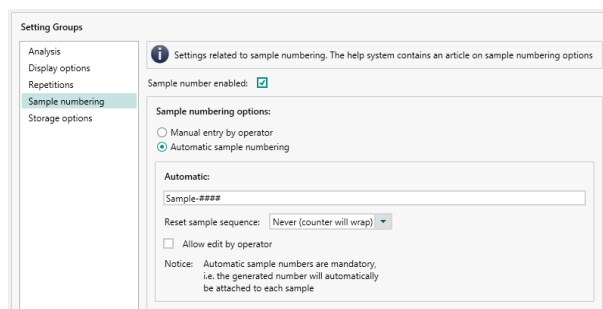 Setting Groups
Analysis
Display options
Repetitions
Sample numbering
Storage options
i Settings related to sample numbering. The help system contains an article on sample numbering options
Sample number enabled:
Sample numbering options:
Manual entry by operator
Automatic sample numbering
Automatic:
Sample-####
Reset sample sequence: Never (counter will wrap)
Allow edit by operator
Notice: Automatic sample numbers are mandatory,
i.e. the generated number will automatically
be attached to each sample